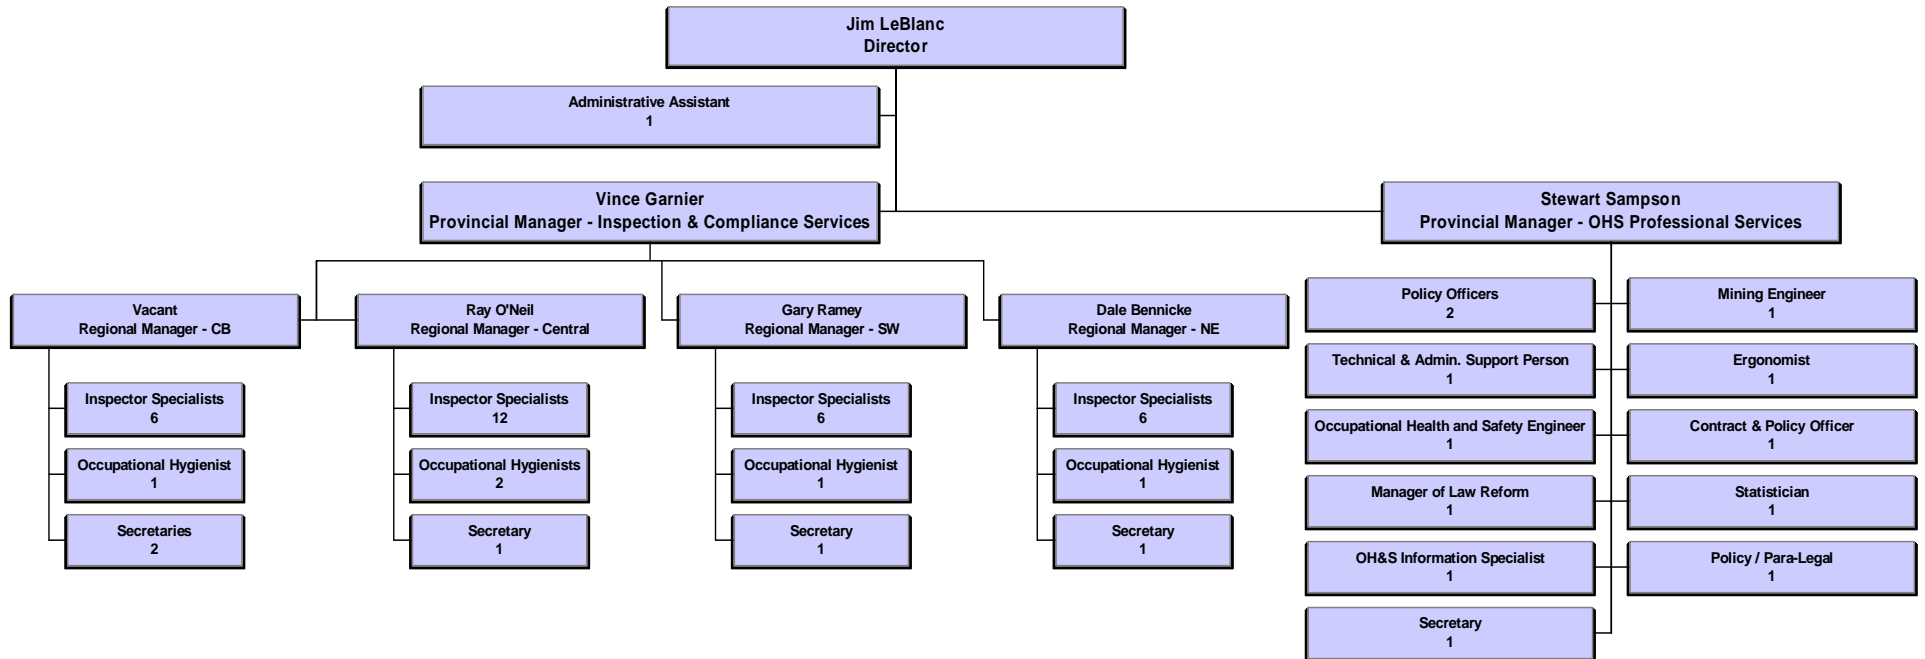 Jim LeBlanc
Director
Administrative Assistant
1
Vince Garnier
Provincial Manager - Inspection & Compliance Services
Stewart Sampson
Provincial Manager - OHS Professional Services
Vacant
Regional Manager - CB
Inspector Specialists
6
Occupational Hygienist
1
Secretaries
2
Ray O'Neil
Regional Manager - Central
Inspector Specialists
12
Occupational Hygienists
2
Secretary
1
Gary Ramey
Regional Manager - SW
Inspector Specialists
6
Occupational Hygienist
1
Secretary
1
Dale Bennicke
Regional Manager - NE
Inspector Specialists
6
Occupational Hygienist
1
Secretary
1
Policy Officers
2
Mining Engineer
1
Technical & Admin. Support Person
1
Ergonomist
1
Occupational Health and Safety Engineer
1
Contract & Policy Officer
1
Manager of Law Reform
1
Statistician
1
OH&S Information Specialist
1
Policy / Para-Legal
1
Secretary
1